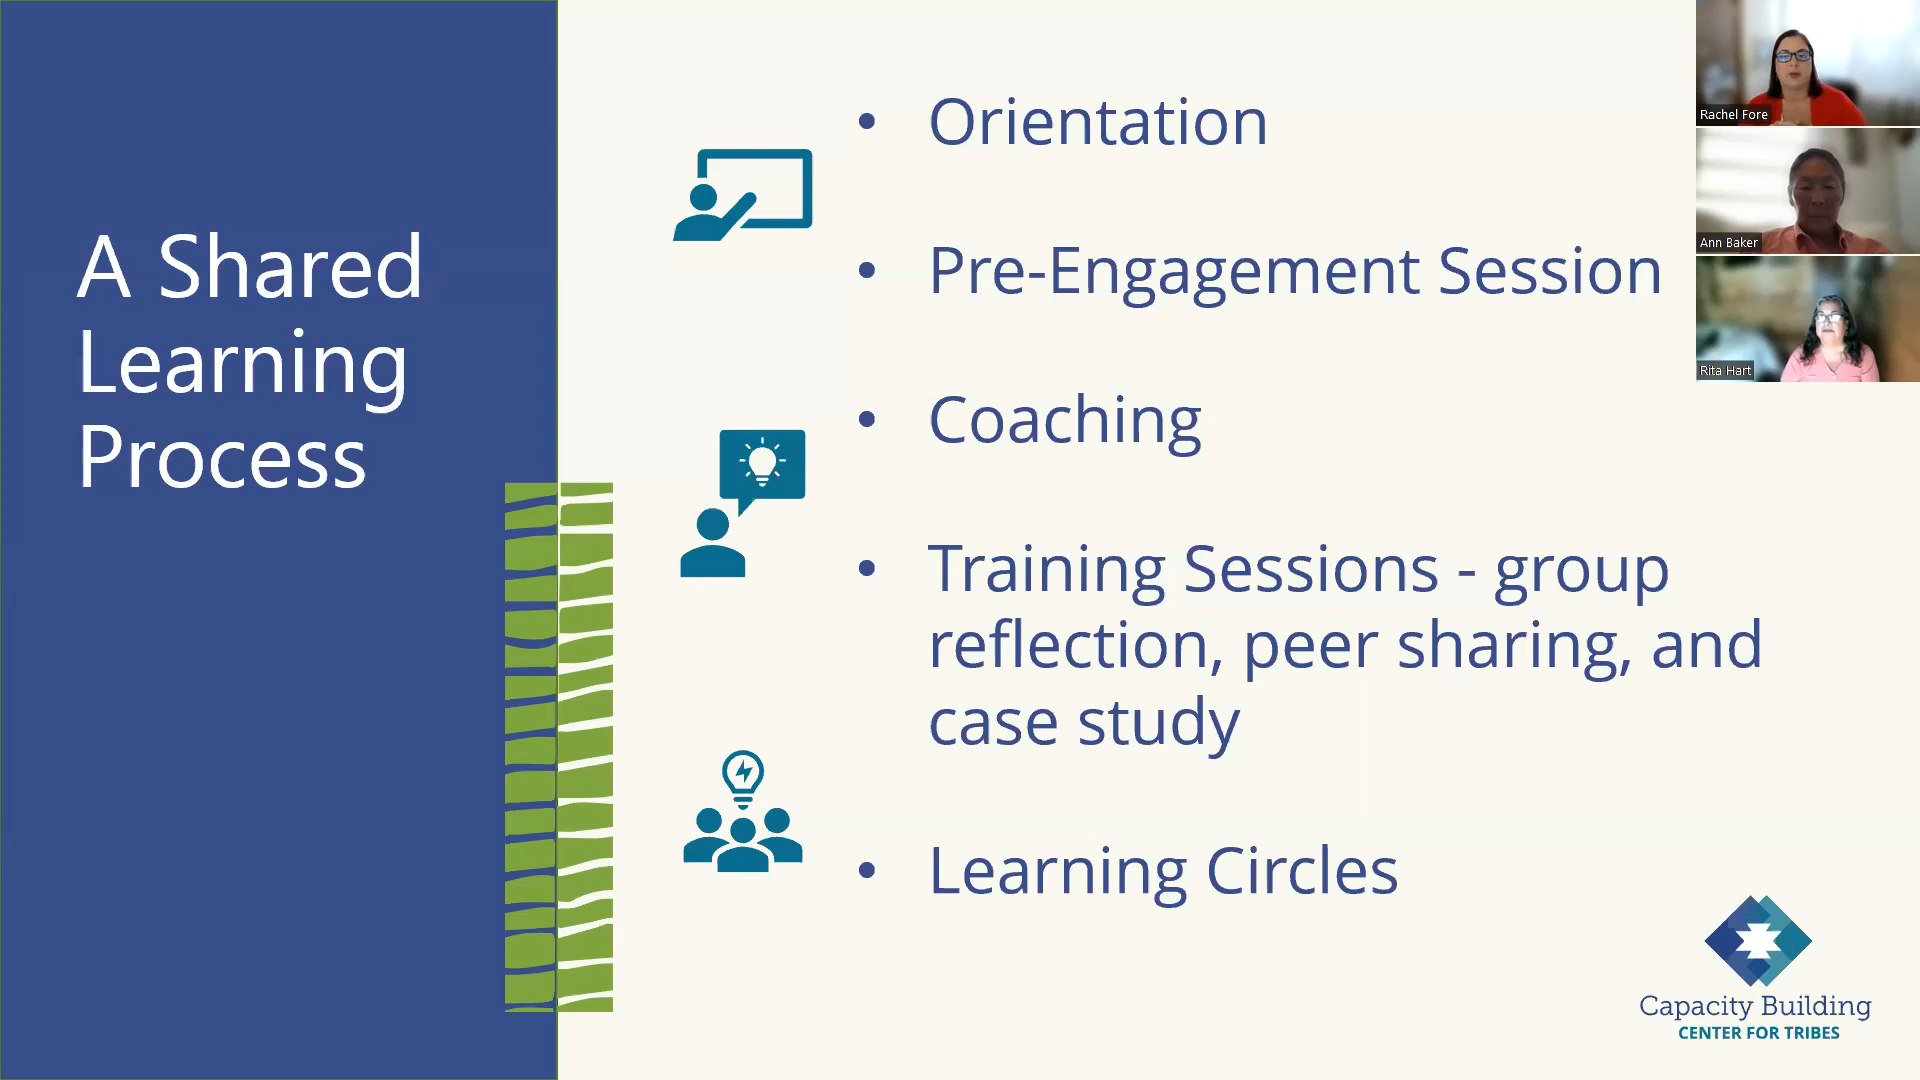 A Shared
Learning
Process
• Orientation
• Pre-Engagement Session
• Coaching
• Training Sessions - group
reflection, peer sharing, and
case study
• Learning Circles
Rachel Fore
Ann Baker
Rita Hart
Capacity Building
CENTER FOR TRIBES